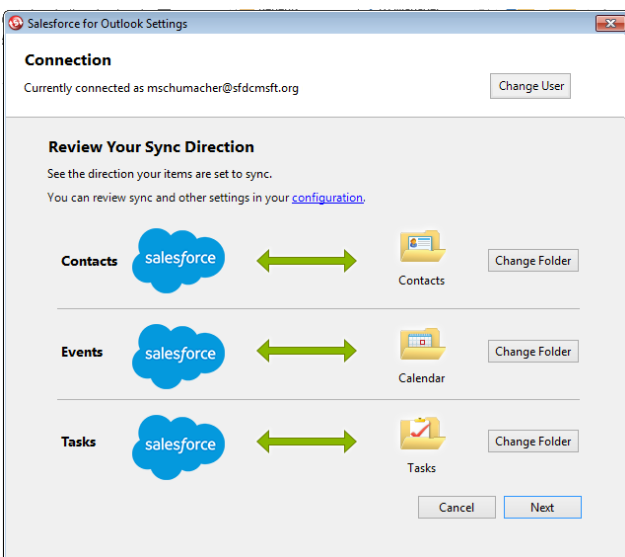 Salesforce for Outlook Settings
Connection
Currently connected as mschumacher@sfdcmsft.org
Change User
Review Your Sync Direction
See the direction your items are set to sync.
You can review sync and other settings in your configuration.
Contacts
salesforce
Contacts
Change Folder
Events
salesforce
Calendar
Change Folder
Tasks
salesforce
Tasks
Change Folder
Cancel
Next